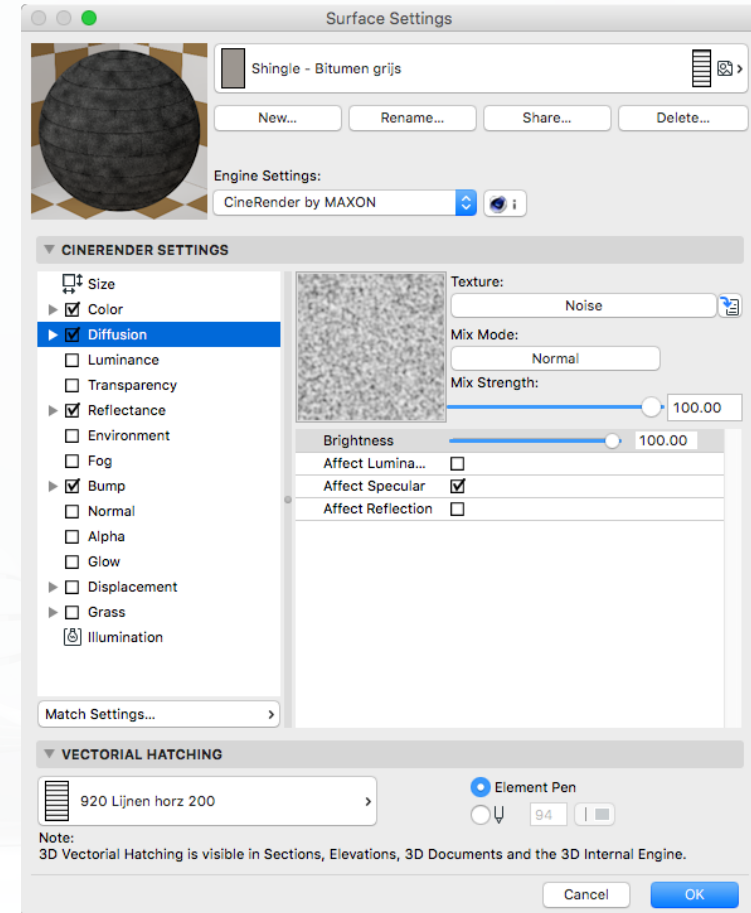 Surface Settings
Shingle - Bitumen grijs
New...
Rename...
Share...
Delete...
Engine Settings:
CineRender by MAXON
i
CINERENDER SETTINGS
Size
Color
Diffusion
Luminance
Transparency
Reflectance
Environment
Fog
Bump
Normal
Alpha
Glow
Displacement
Grass
Illumination
Match Settings...
Texture:
Noise
Mix Mode:
Normal
Mix Strength:
100.00
Brightness 100.00
Affect Lumina...
Affect Specular
Affect Reflection
VECTORIAL HATCHING
920 Lijnen horz 200
Element Pen
94
Note:
3D Vectorial Hatching is visible in Sections, Elevations, 3D Documents and the 3D Internal Engine.
Cancel
OK